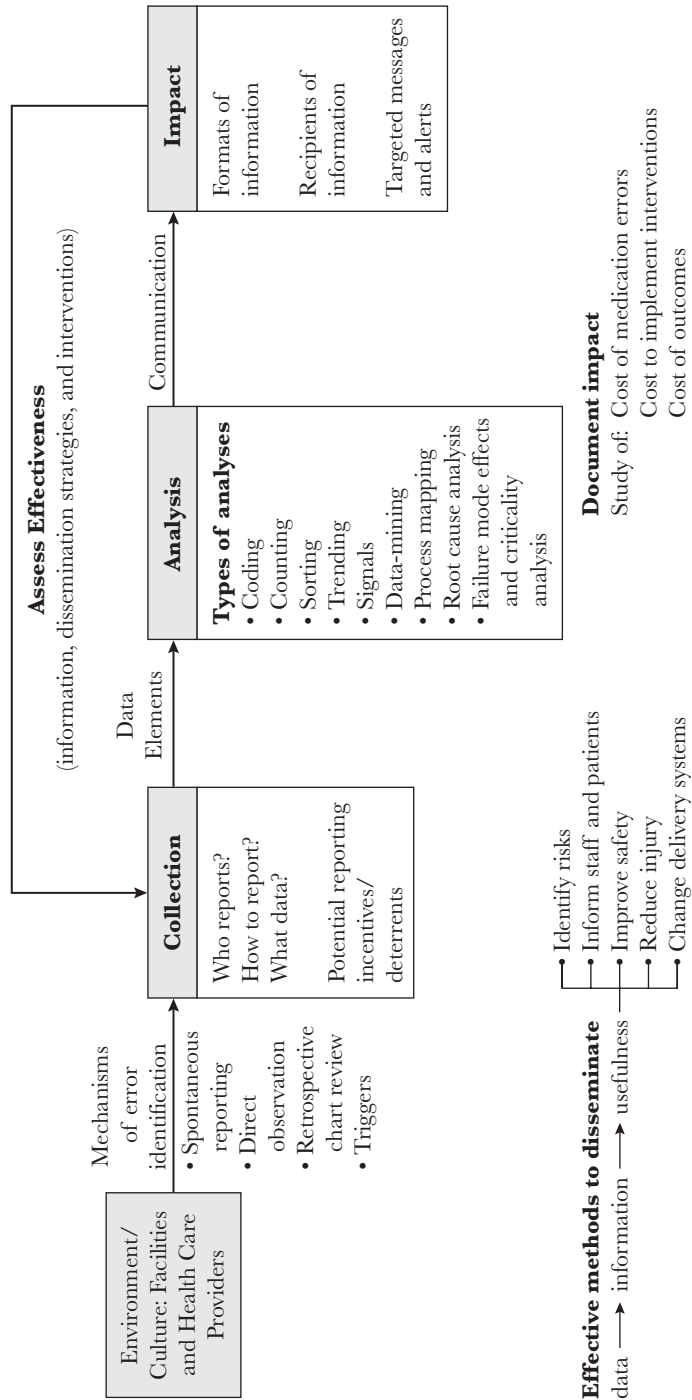 Assess Effectiveness
(information, dissemination strategies, and interventions)
Environment/
Culture: Facilities
and Health Care
Providers
Mechanisms
of error
identification
• Spontaneous
reporting
• Direct
observation
• Retrospective
chart review
• Triggers
Collection
Who reports?
How to report?
What data?
Potential reporting
incentives/
deterrents
Data
Elements
Analysis
Types of analyses
• Coding
• Counting
• Sorting
• Trending
• Signals
• Data-mining
• Process mapping
• Root cause analysis
• Failure mode effects
and criticality
analysis
Communication
Impact
Formats of
information
Recipients of
information
Targeted messages
and alerts
Effective methods to disseminate
data information usefulness
• Identify risks
• Inform staff and patients
• Improve safety
• Reduce injury
• Change delivery systems
Document impact
Study of: Cost of medication errors
Cost to implement interventions
Cost of outcomes